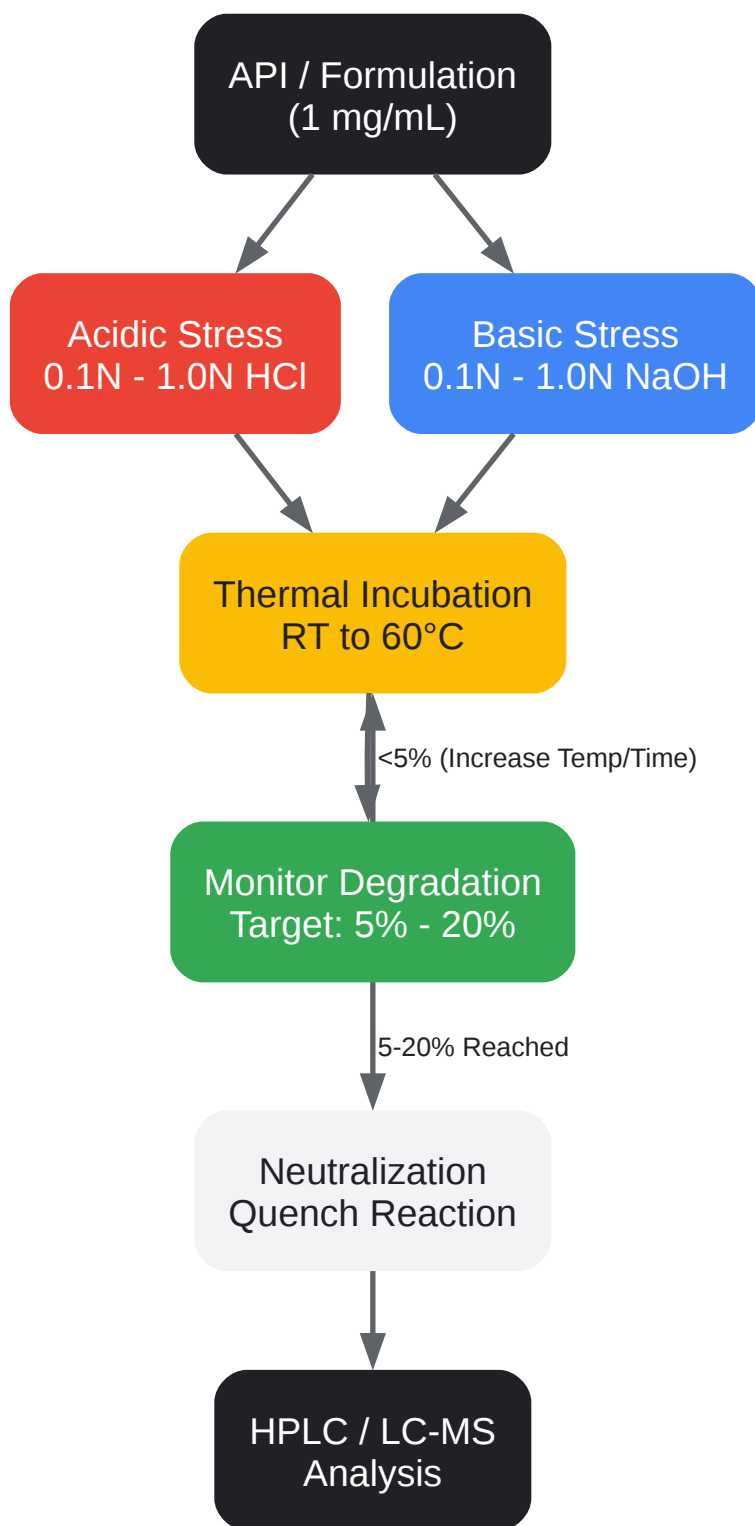 API / Formulation
(1 mg/mL)
Acidic Stress
0.1N - 1.0N HCl
Basic Stress
0.1N - 1.0N NaOH
Thermal Incubation
RT to 60°C
<5% (Increase Temp/Time)
Monitor Degradation
Target: 5% - 20%
5-20% Reached
Neutralization
Quench Reaction
HPLC / LC-MS
Analysis